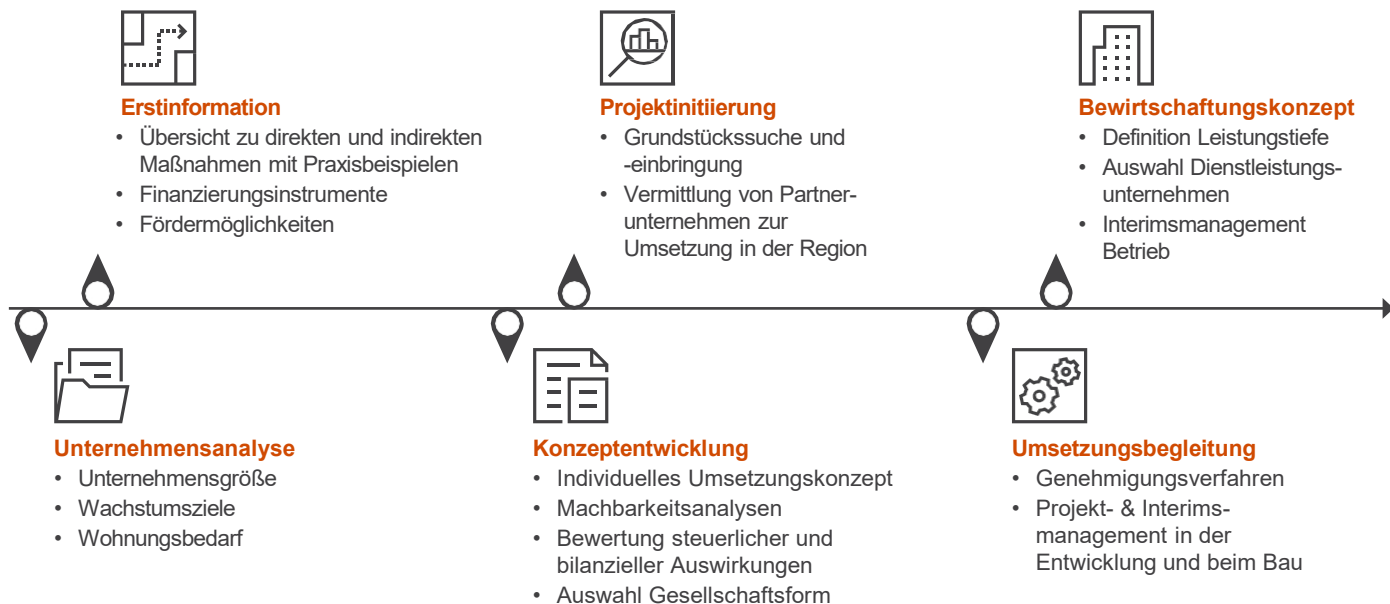 Erstinformation
• Übersicht zu direkten und indirekten
Maßnahmen mit Praxisbeispielen
• Finanzierungsinstrumente
• Fördermöglichkeiten
Projektinitiierung
• Grundstückssuche und
-einbringung
• Vermittlung von Partner-
unternehmen zur
Umsetzung in der Region
Bewirtschaftungskonzept
• Definition Leistungstiefe
• Auswahl Dienstleistungs-
unternehmen
• Interimsmanagement
Betrieb
Unternehmensanalyse
• Unternehmensgröße
• Wachstumsziele
• Wohnungsbedarf
Konzeptentwicklung
• Individuelles Umsetzungskonzept
• Machbarkeitsanalysen
• Bewertung steuerlicher und
bilanzieller Auswirkungen
• Auswahl Gesellschaftsform
Umsetzungsbegleitung
• Genehmigungsverfahren
• Projekt- & Interims-
management in der
Entwicklung und beim Bau